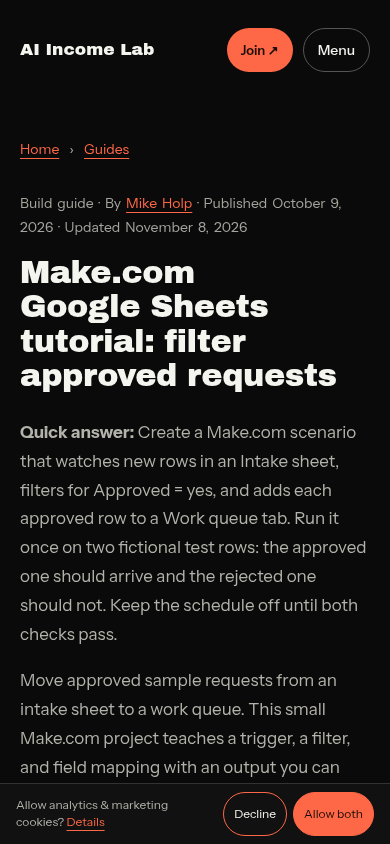 AI Income Lab
Join ↗
Menu
Home › Guides
Build guide · By Mike Holp · Published October 9,
2026 · Updated November 8, 2026
Make.com
Google Sheets
tutorial: filter
approved requests
Quick answer: Create a Make.com scenario
that watches new rows in an Intake sheet,
filters for Approved = yes, and adds each
approved row to a Work queue tab. Run it
once on two fictional test rows: the approved
one should arrive and the rejected one
should not. Keep the schedule off until both
checks pass.
Move approved sample requests from an
intake sheet to a work queue. This small
Make.com project teaches a trigger, a filter,
and field mapping with an output you can
Allow analytics & marketing
cookies? Details
Decline
Allow both